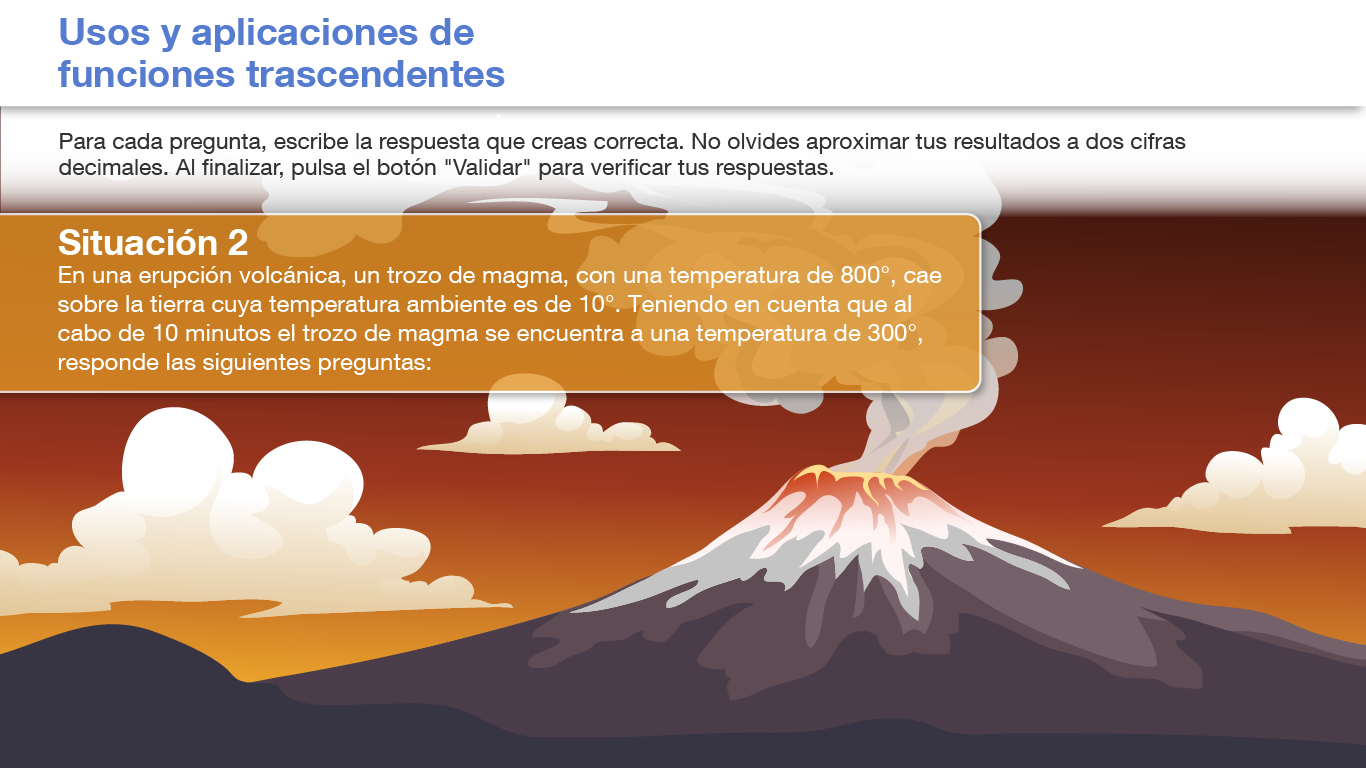 Usos y aplicaciones de
funciones trascendentes
Para cada pregunta, escribe la respuesta que creas correcta. No olvides aproximar tus resultados a dos cifras
decimales. Al finalizar, pulsa el botón "Validar" para verificar tus respuestas.
Situación 2
En una erupción volcánica, un trozo de magma, con una temperatura de 800°, cae
sobre la tierra cuya temperatura ambiente es de 10°. Teniendo en cuenta que al
cabo de 10 minutos el trozo de magma se encuentra a una temperatura de 300°,
responde las siguientes preguntas: